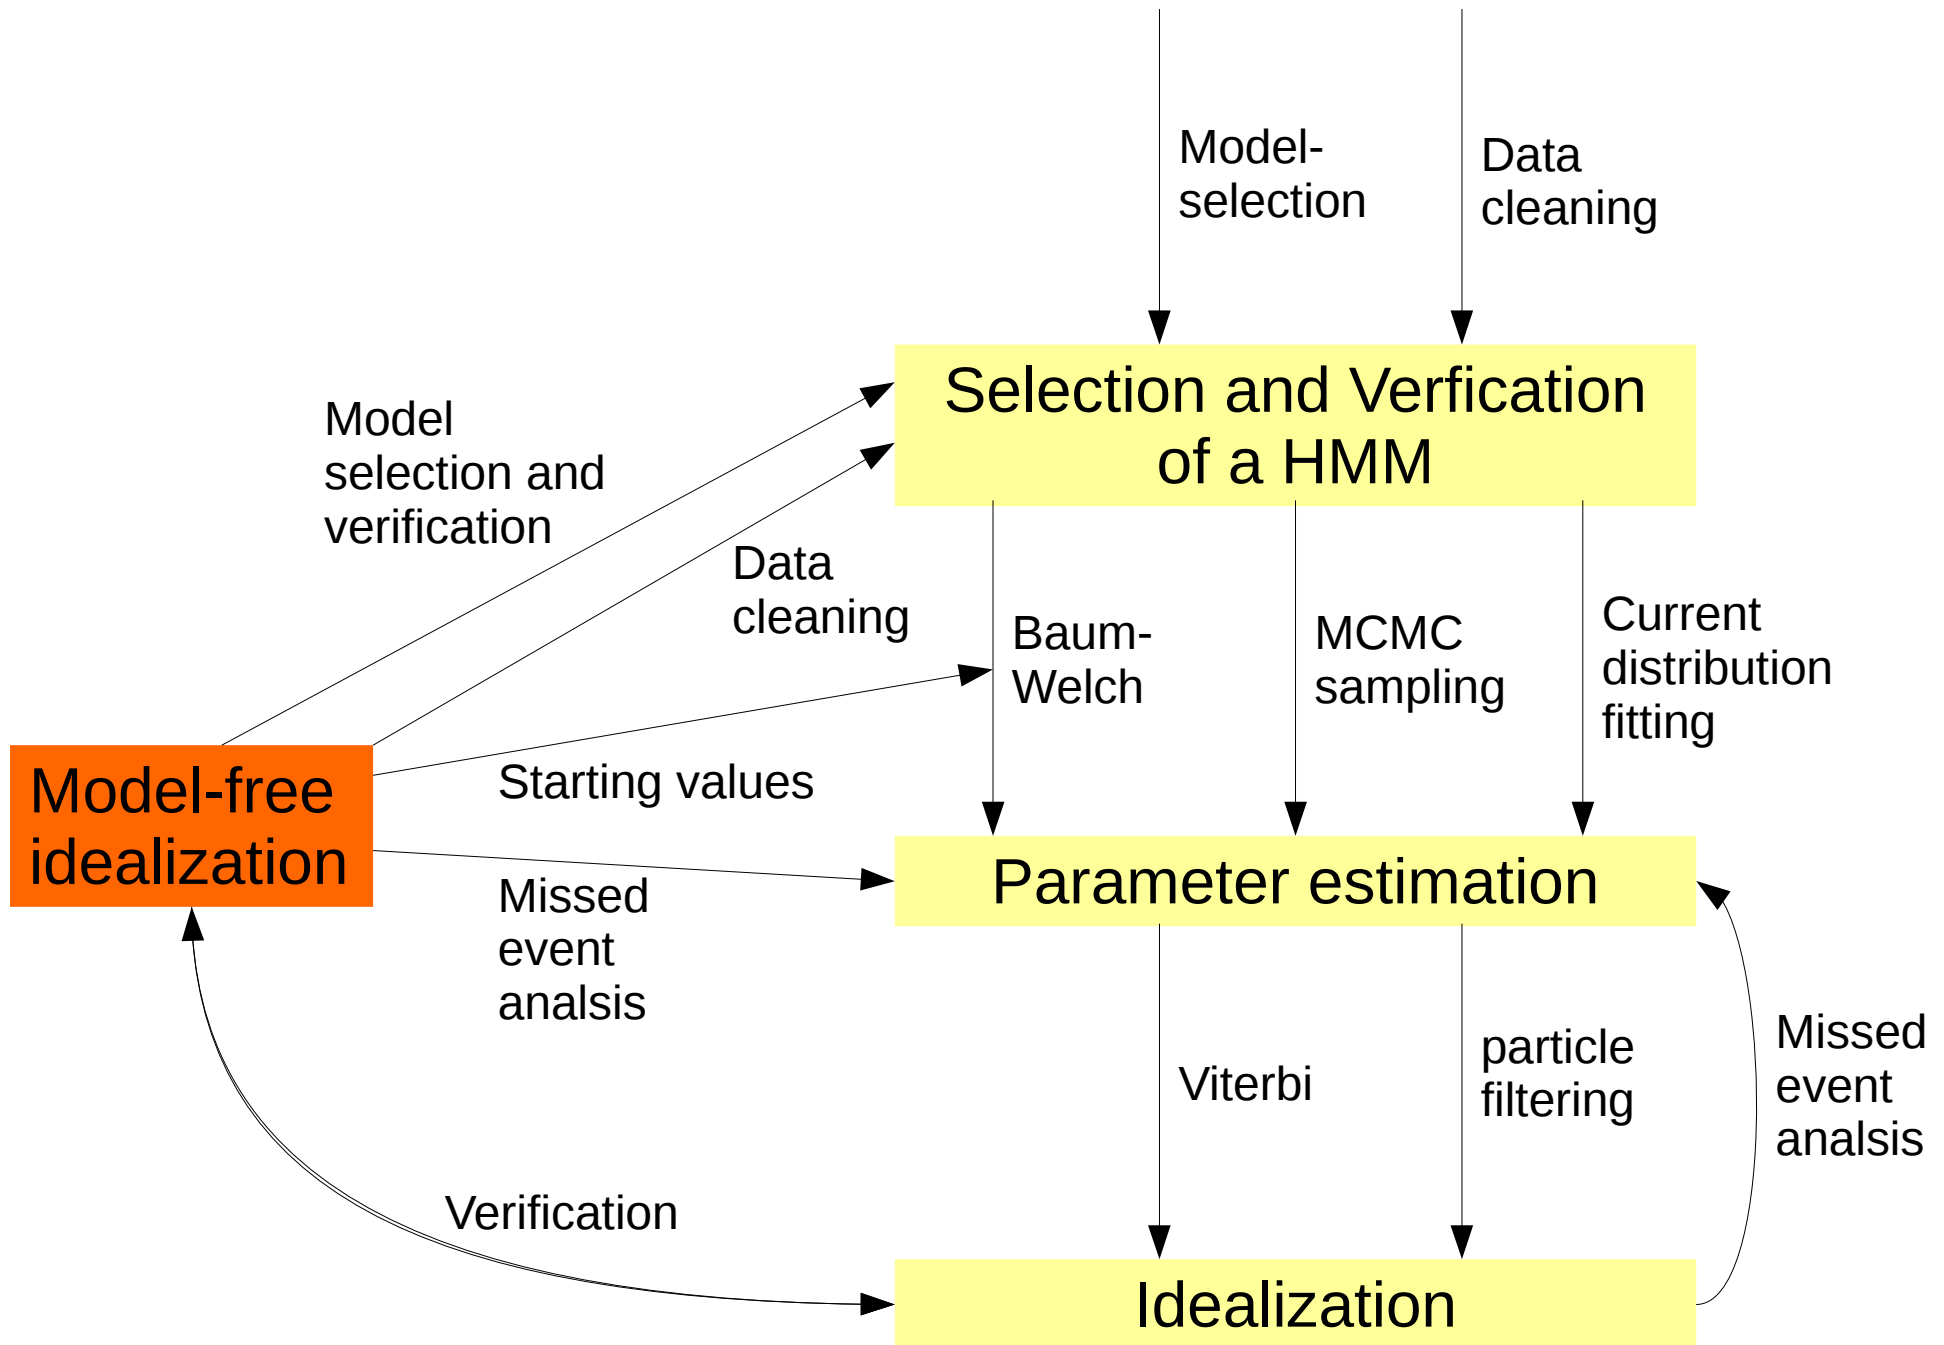 Model-
selection
Data
cleaning
Selection and Verfication
of a HMM
Model
selection and
verification
Data
cleaning
Baum-
Welch
MCMC
sampling
Current
distribution
fitting
Starting values
Model-free
idealization
Missed
event
analsis
Parameter estimation
Viterbi
particle
filtering
Missed
event
analsis
Verification
Idealization